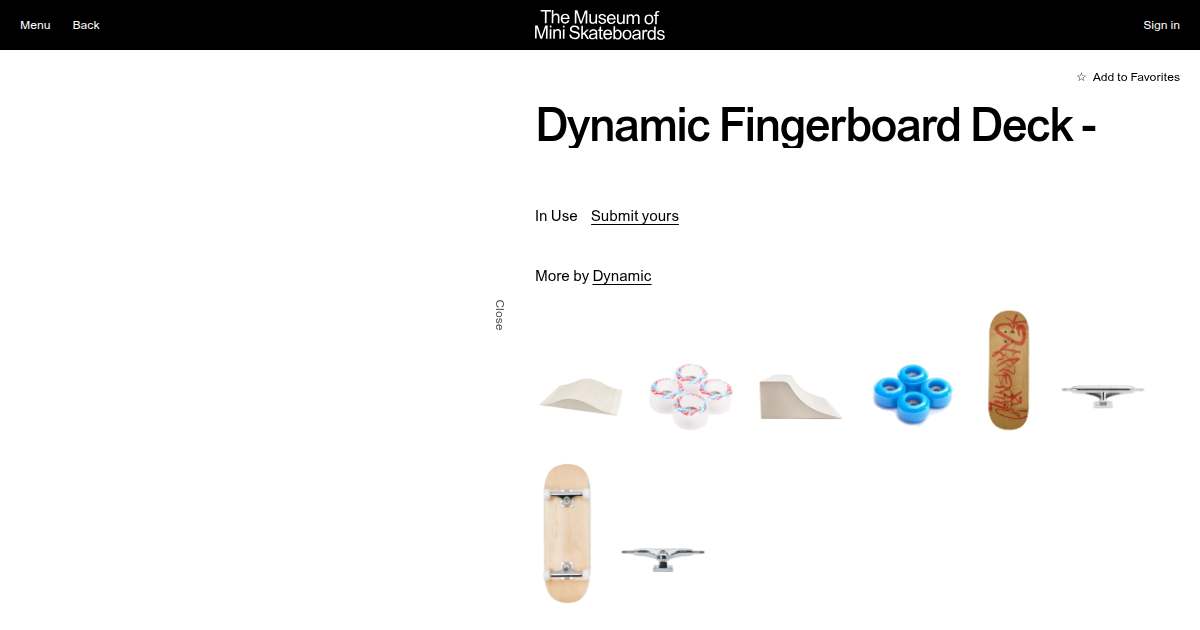 Menu
Back
The Museum of
Mini Skateboards
Sign in
☆ Add to Favorites
Dynamic Fingerboard Deck -
In Use Submit yours
More by Dynamic
Close